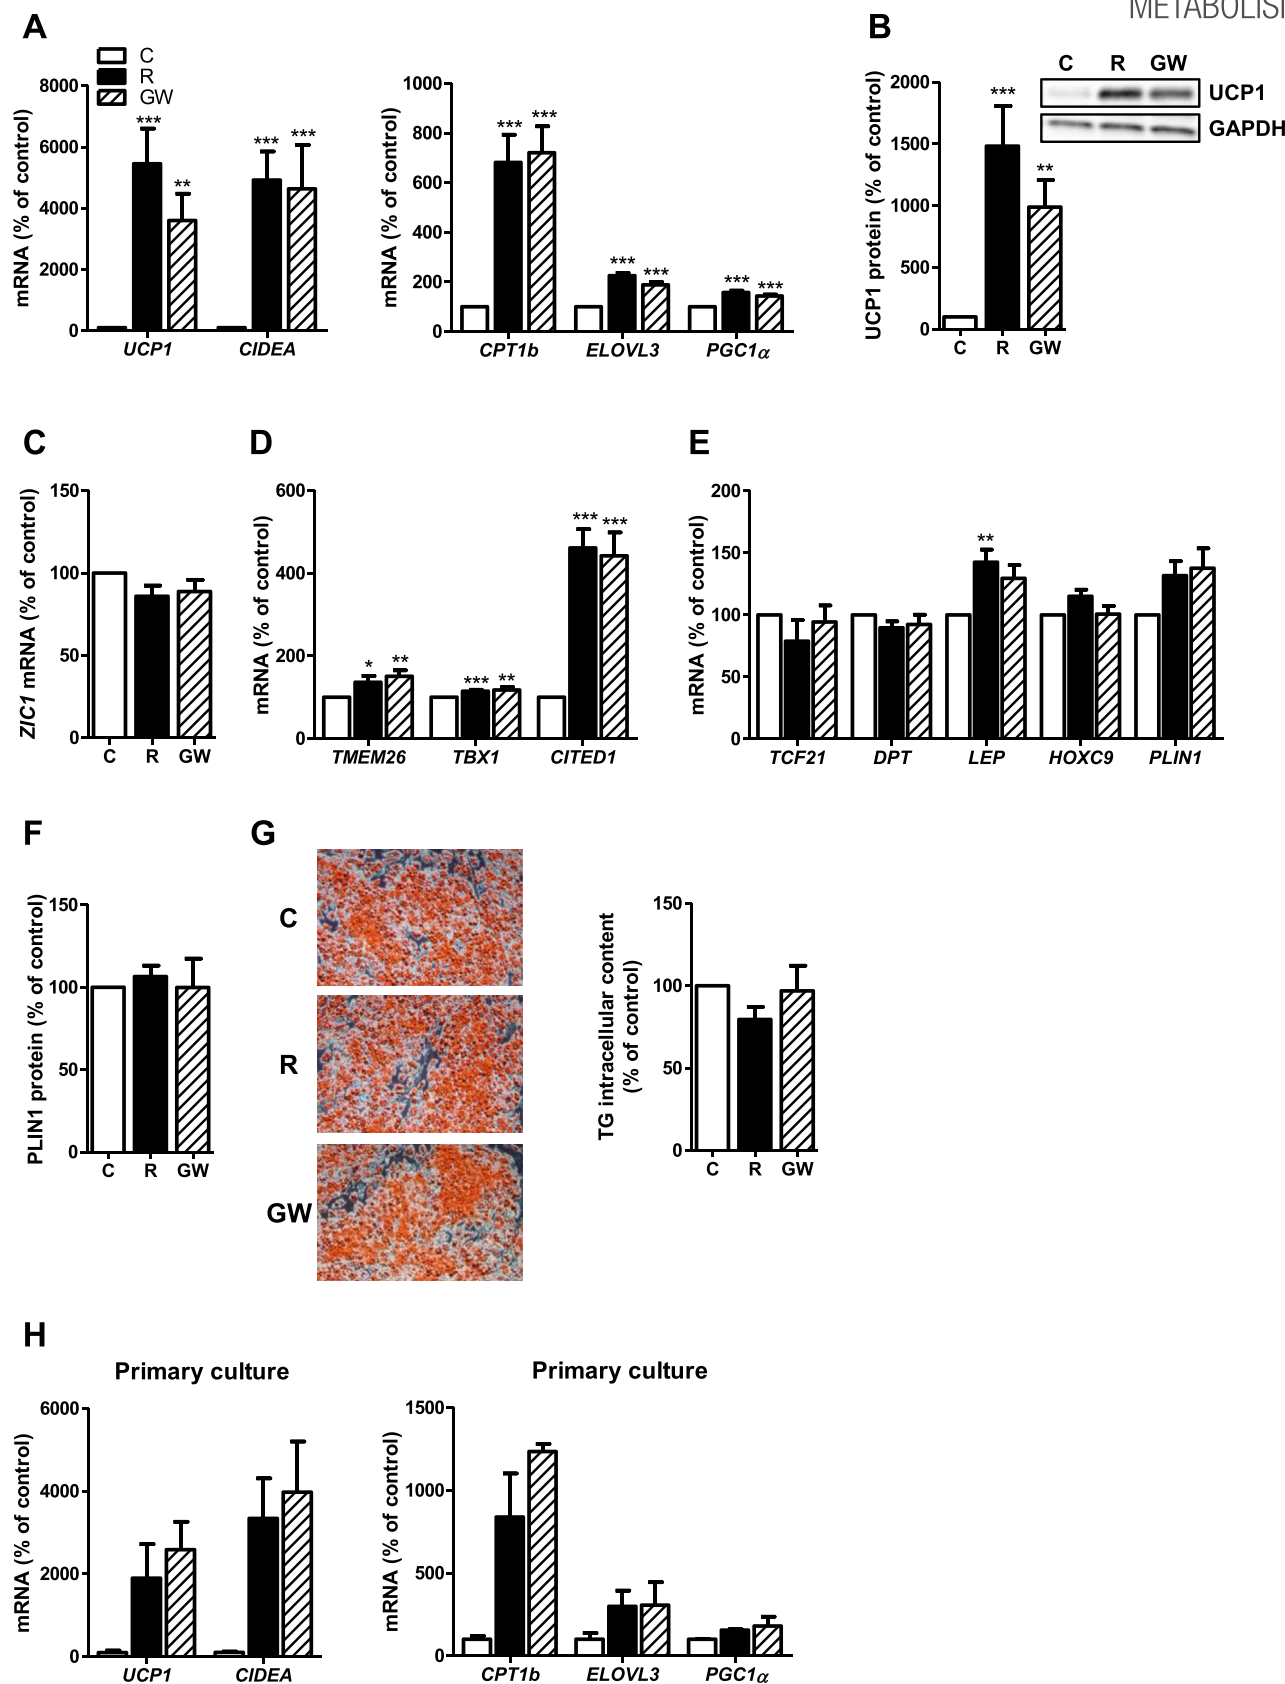 METABOLIS
A
C
R
GW
mRNA (% of control)
8000
6000
4000
2000
0
***
**
***
***
UCP1
CIDEA
mRNA (% of control)
1000
800
600
400
200
0
***
***
***
***
***
***
CPT1b
ELOVL3
PGC1α
B
UCP1 protein (% of control)
2000
1500
1000
500
0
***
**
C
R
GW
C R GW
UCP1
GAPDH
C
ZIC1 mRNA (% of control)
150
100
50
0
C
R
GW
D
mRNA (% of control)
600
400
200
0
*
**
***
**
***
***
TMEM26
TBX1
CITED1
E
mRNA (% of control)
200
150
100
50
0
**
TCF21
DPT
LEP
HOXC9
PLIN1
F
PLIN1 protein (% of control)
150
100
50
0
C
R
GW
G
C
R
GW
TG intracellular content
(% of control)
150
100
50
0
C
R
GW
H
Primary culture
mRNA (% of control)
6000
4000
2000
0
UCP1
CIDEA
Primary culture
mRNA (% of control)
1500
1000
500
0
CPT1b
ELOVL3
PGC1α